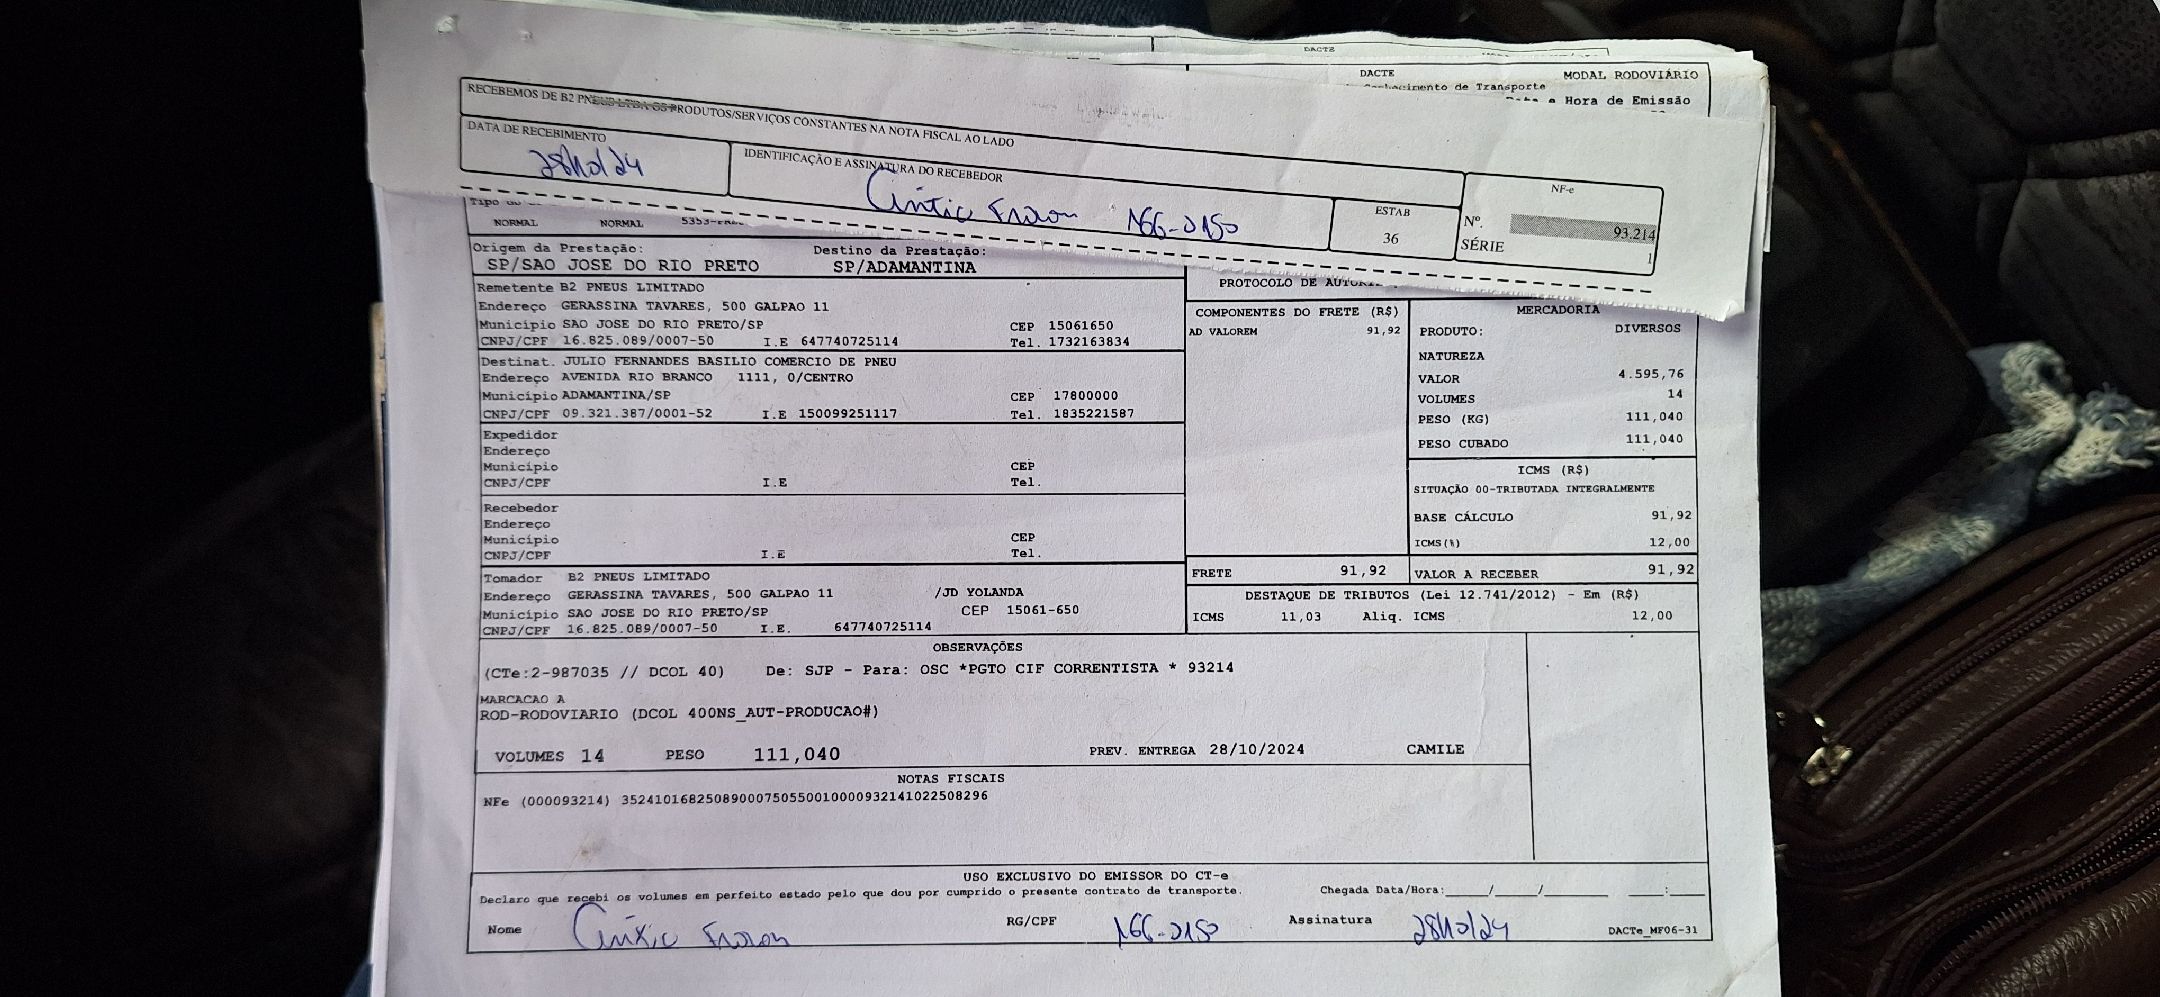 DACTE
DACTE MODAL RODOVIÁRIO
Conhecimento de Transporte
e Hora de Emissão
RECEBEMOS DE B2 PNEUS LTDA OS PRODUTOS/SERVIÇOS CONSTANTES NA NOTA FISCAL AO LADO
DATA DE RECEBIMENTO
28/10/24
IDENTIFICAÇÃO E ASSINATURA DO RECEBEDOR
ESTAB
36
NF-e
Nº. 93.214
SÉRIE 1
NORMAL NORMAL
Origem da Prestação: Destino da Prestação:
SP/SAO JOSE DO RIO PRETO SP/ADAMANTINA
Remetente B2 PNEUS LIMITADO
Endereço GERASSINA TAVARES, 500 GALPAO 11
Município SAO JOSE DO RIO PRETO/SP CEP 15061650
CNPJ/CPF 16.825.089/0007-50 I.E 647740725114 Tel. 1732163834
Destinat. JULIO FERNANDES BASILIO COMERCIO DE PNEU
Endereço AVENIDA RIO BRANCO 1111, 0/CENTRO
Município ADAMANTINA/SP CEP 17800000
CNPJ/CPF 09.321.387/0001-52 I.E 150099251117 Tel. 1835221587
Expedidor
Endereço
Município CEP
CNPJ/CPF I.E Tel.
Recebedor
Endereço
Município CEP
CNPJ/CPF I.E Tel.
Tomador B2 PNEUS LIMITADO
Endereço GERASSINA TAVARES, 500 GALPAO 11 /JD YOLANDA
Município SAO JOSE DO RIO PRETO/SP CEP 15061-650
CNPJ/CPF 16.825.089/0007-50 I.E. 647740725114
PROTOCOLO DE
COMPONENTES DO FRETE (R$)
AD VALOREM 91,92
MERCADORIA
PRODUTO: DIVERSOS
NATUREZA
VALOR 4.595,76
VOLUMES 14
PESO (KG) 111,040
PESO CUBADO 111,040
ICMS (R$)
SITUAÇÃO 00-TRIBUTADA INTEGRALMENTE
BASE CÁLCULO 91,92
ICMS(%) 12,00
FRETE 91,92
VALOR A RECEBER 91,92
DESTAQUE DE TRIBUTOS (Lei 12.741/2012) - Em (R$)
ICMS 11,03 Aliq. ICMS 12,00
OBSERVAÇÕES
(CTe:2-987035 // DCOL 40) De: SJP - Para: OSC *PGTO CIF CORRENTISTA * 93214
MARCACAO A
ROD-RODOVIARIO (DCOL 400NS_AUT-PRODUCAO#)
VOLUMES 14 PESO 111,040 PREV. ENTREGA 28/10/2024 CAMILE
NOTAS FISCAIS
NFe (000093214) 35241016825089000750550010000932141022508296
USO EXCLUSIVO DO EMISSOR DO CT-e
Declaro que recebi os volumes em perfeito estado pelo que dou por cumprido o presente contrato de transporte. Chegada Data/Hora:____/____/______ ____:____
Nome RG/CPF Assinatura 28/10/24 DACTe_MF06-31